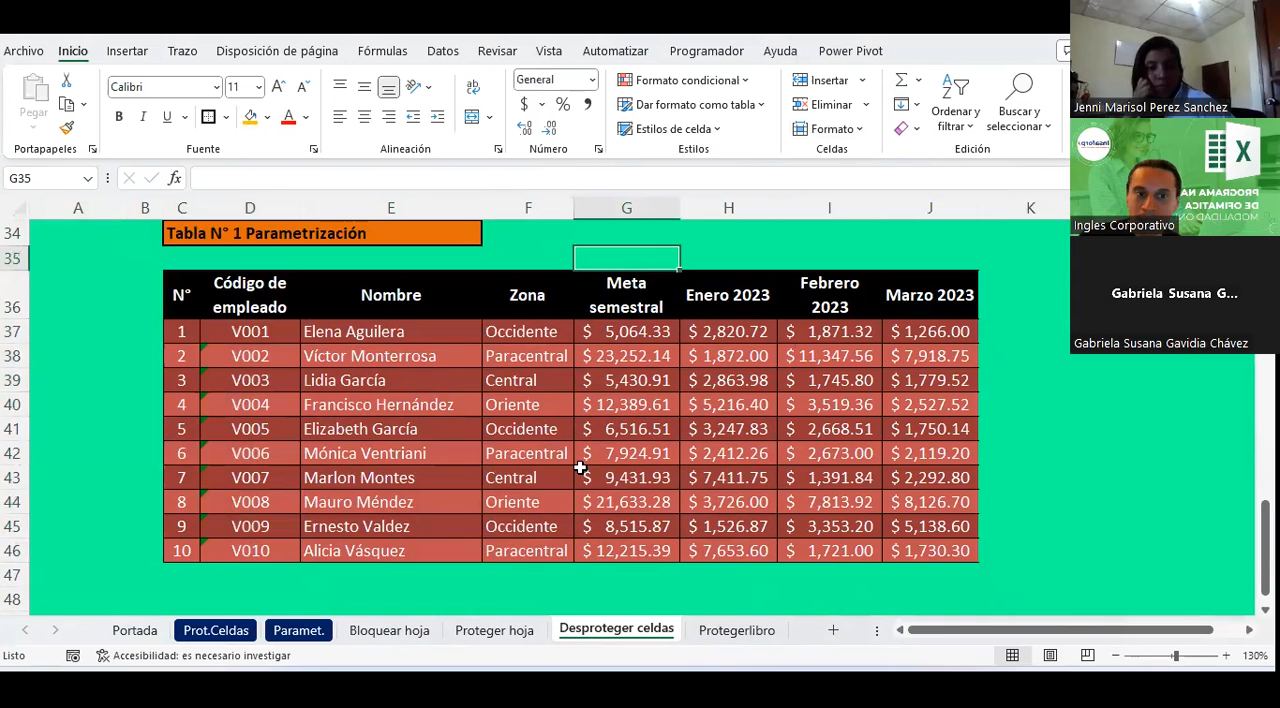 Archivo Inicio Insertar Trazo Disposición de página Fórmulas Datos Revisar Vista Automatizar Programador Ayuda Power Pivot
Pegar
Calibri 11
N K S
General
$ % ,
Formato condicional
Dar formato como tabla
Estilos de celda
Insertar
Eliminar
Formato
Ordenar y filtrar
Buscar y seleccionar
Portapapeles Fuente Alineación Número Estilos Celdas Edición
G35 fx
A B C D E F G H I J K
34 Tabla N° 1 Parametrización
35
36 N° Código de empleado Nombre Zona Meta semestral Enero 2023 Febrero 2023 Marzo 2023
37 1 V001 Elena Aguilera Occidente $ 5,064.33 $ 2,820.72 $ 1,871.32 $ 1,266.00
38 2 V002 Víctor Monterrosa Paracentral $ 23,252.14 $ 1,872.00 $ 11,347.56 $ 7,918.75
39 3 V003 Lidia García Central $ 5,430.91 $ 2,863.98 $ 1,745.80 $ 1,779.52
40 4 V004 Francisco Hernández Oriente $ 12,389.61 $ 5,216.40 $ 3,519.36 $ 2,527.52
41 5 V005 Elizabeth García Occidente $ 6,516.51 $ 3,247.83 $ 2,668.51 $ 1,750.14
42 6 V006 Mónica Ventriani Paracentral $ 7,924.91 $ 2,412.26 $ 2,673.00 $ 2,119.20
43 7 V007 Marlon Montes Central $ 9,431.93 $ 7,411.75 $ 1,391.84 $ 2,292.80
44 8 V008 Mauro Méndez Oriente $ 21,633.28 $ 3,726.00 $ 7,813.92 $ 8,126.70
45 9 V009 Ernesto Valdez Occidente $ 8,515.87 $ 1,526.87 $ 3,353.20 $ 5,138.60
46 10 V010 Alicia Vásquez Paracentral $ 12,215.39 $ 7,653.60 $ 1,721.00 $ 1,730.30
47
48
Portada Prot.Celdas Paramet. Bloquear hoja Proteger hoja Desproteger celdas Protegerlibro
Listo Accesibilidad: es necesario investigar 130%
Jenni Marisol Perez Sanchez
PROGRAMA NA
DE OFIMATICA
MODALIDAD ON
Ingles Corporativo
Gabriela Susana G...
Gabriela Susana Gavidia Chávez